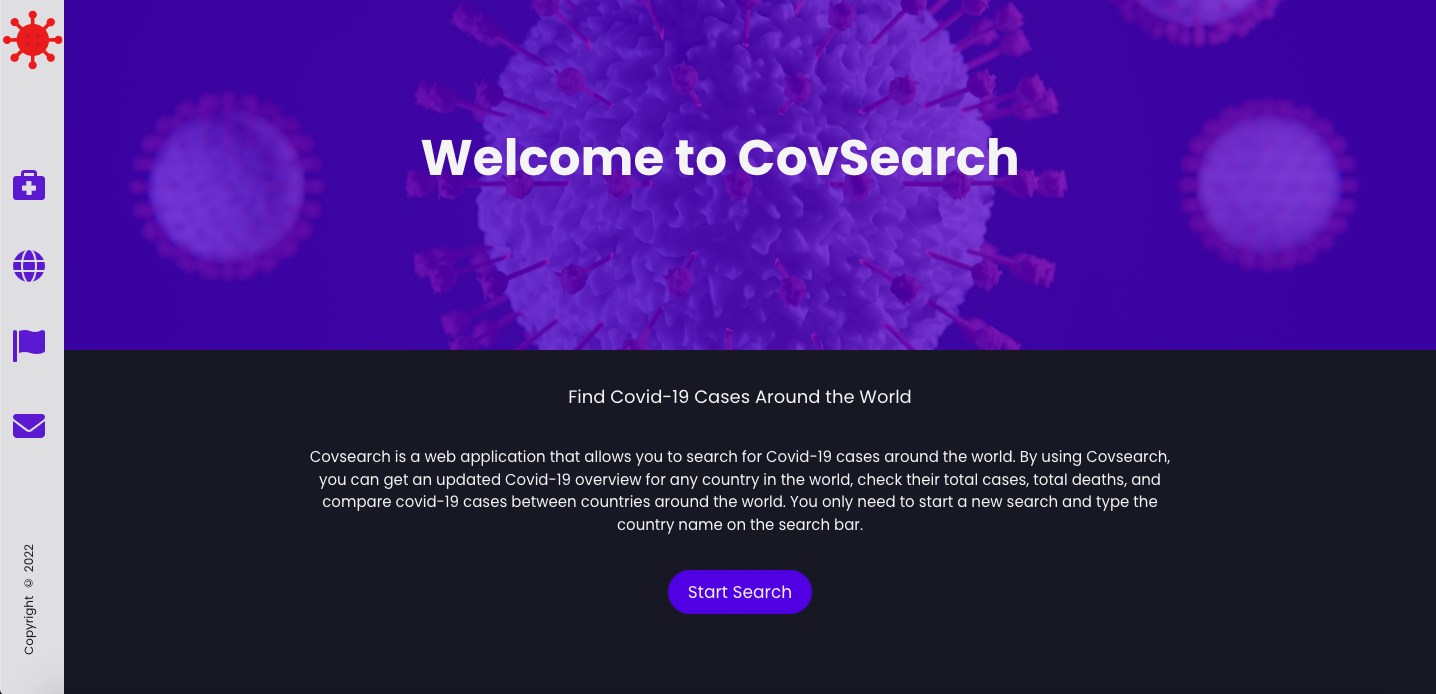 Welcome to CovSearch
Find Covid-19 Cases Around the World
Covsearch is a web application that allows you to search for Covid-19 cases around the world. By using Covsearch,
you can get an updated Covid-19 overview for any country in the world, check their total cases, total deaths, and
compare covid-19 cases between countries around the world. You only need to start a new search and type the
country name on the search bar.
Start Search
Copyright © 2022